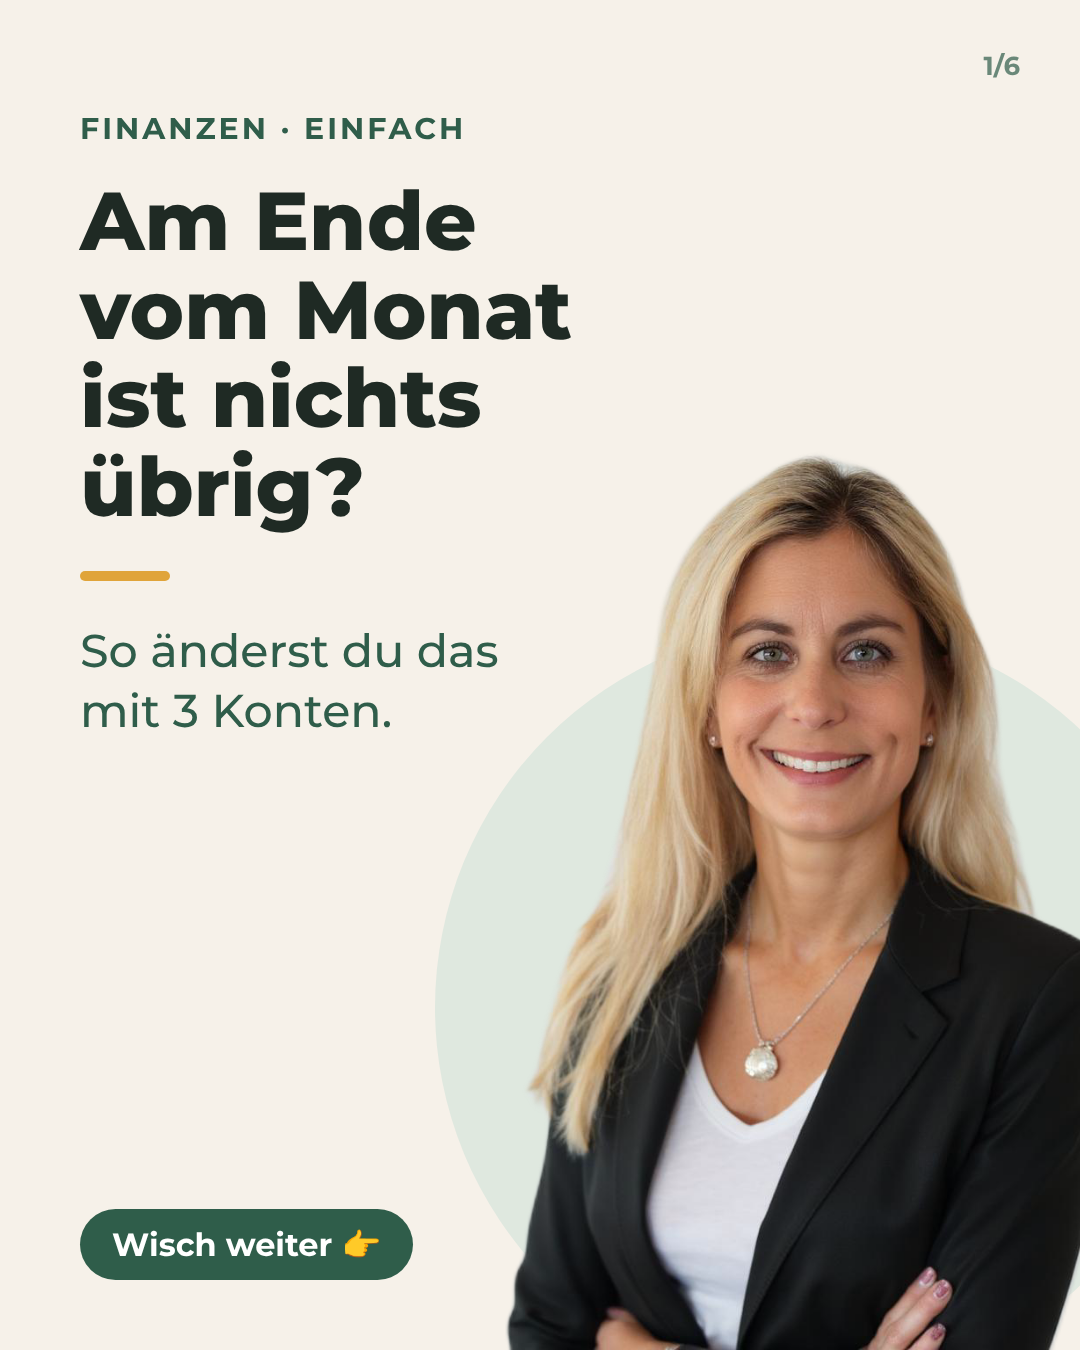 1/6
FINANZEN · EINFACH
Am Ende
vom Monat
ist nichts
übrig?
So änderst du das
mit 3 Konten.
Wisch weiter 👉